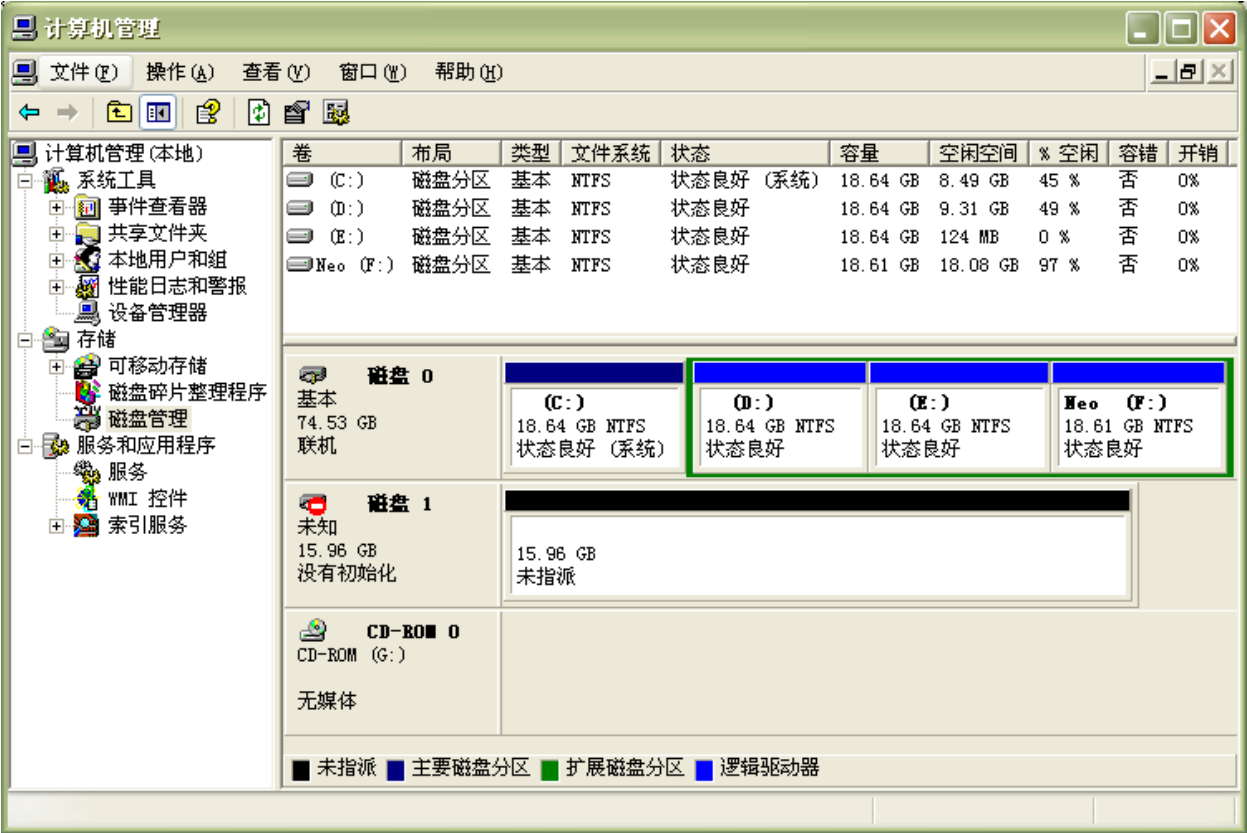 计算机管理
文件(F) 操作(A) 查看(V) 窗口(W) 帮助(H)
计算机管理(本地)
系统工具
事件查看器
共享文件夹
本地用户和组
性能日志和警报
设备管理器
存储
可移动存储
磁盘碎片整理程序
磁盘管理
服务和应用程序
服务
WMI 控件
索引服务
卷 布局 类型 文件系统 状态 容量 空闲空间 % 空闲 容错 开销
(C:) 磁盘分区 基本 NTFS 状态良好 (系统) 18.64 GB 8.49 GB 45 % 否 0%
(D:) 磁盘分区 基本 NTFS 状态良好 18.64 GB 9.31 GB 49 % 否 0%
(E:) 磁盘分区 基本 NTFS 状态良好 18.64 GB 124 MB 0 % 否 0%
Neo (F:) 磁盘分区 基本 NTFS 状态良好 18.61 GB 18.08 GB 97 % 否 0%
磁盘 0
基本
74.53 GB
联机
(C:)
18.64 GB NTFS
状态良好 (系统)
(D:)
18.64 GB NTFS
状态良好
(E:)
18.64 GB NTFS
状态良好
Neo (F:)
18.61 GB NTFS
状态良好
磁盘 1
未知
15.96 GB
没有初始化
15.96 GB
未指派
CD-ROM 0
CD-ROM (G:)
无媒体
未指派 主要磁盘分区 扩展磁盘分区 逻辑驱动器